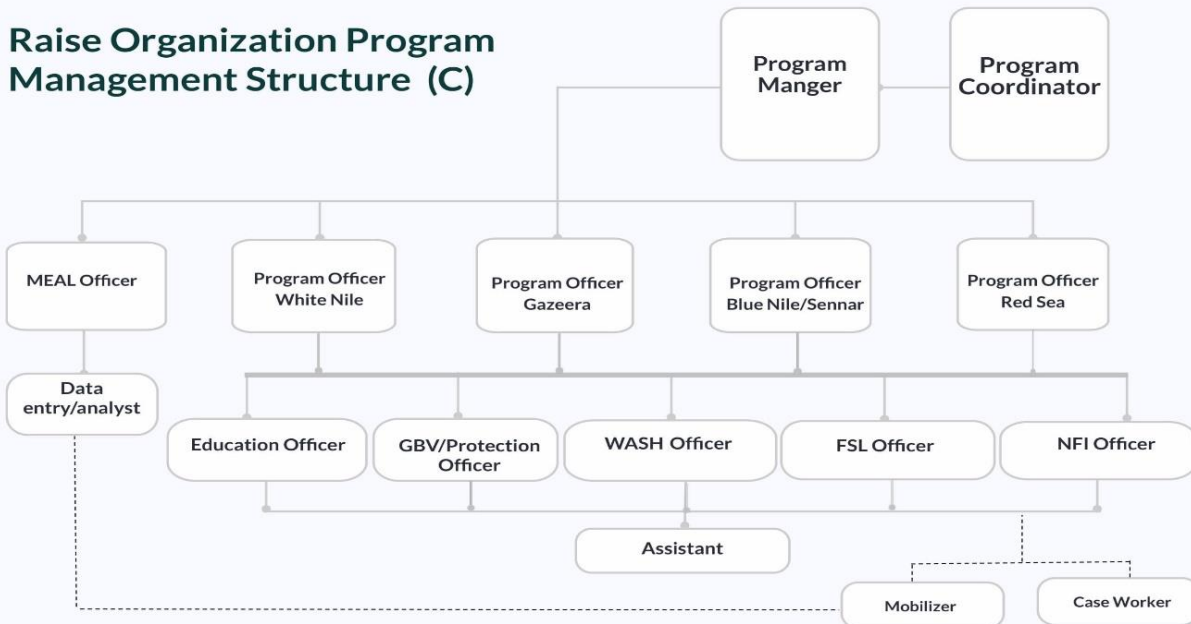 Raise Organization Program
Management Structure (C)
Program
Manger
Program
Coordinator
MEAL Officer
Program Officer
White Nile
Program Officer
Gazeera
Program Officer
Blue Nile/Sennar
Program Officer
Red Sea
Data
entry/analyst
Education Officer
GBV/Protection
Officer
WASH Officer
FSL Officer
NFI Officer
Assistant
Mobilizer
Case Worker